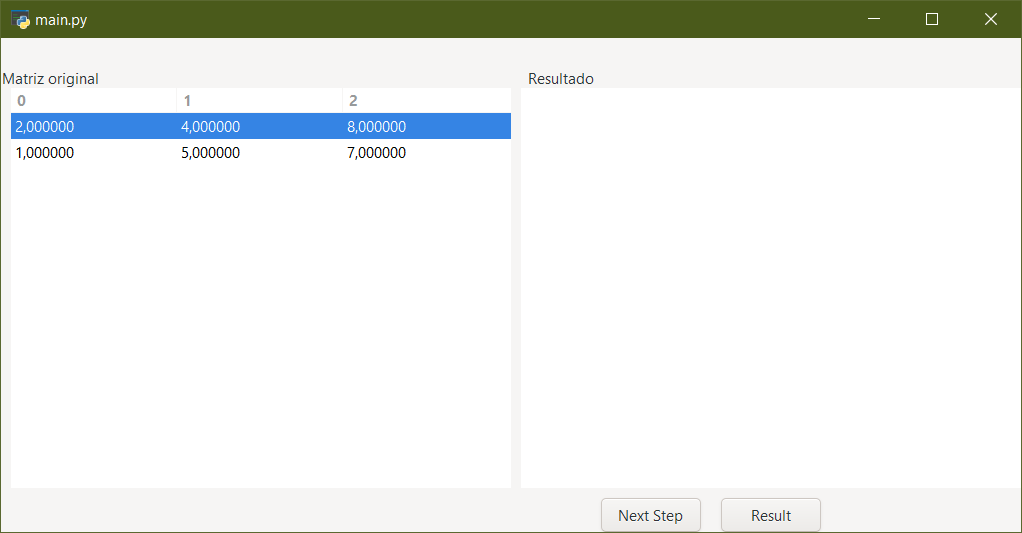 main.py
Matriz original
Resultado
0 1 2
2,000000 4,000000 8,000000
1,000000 5,000000 7,000000
Next Step
Result